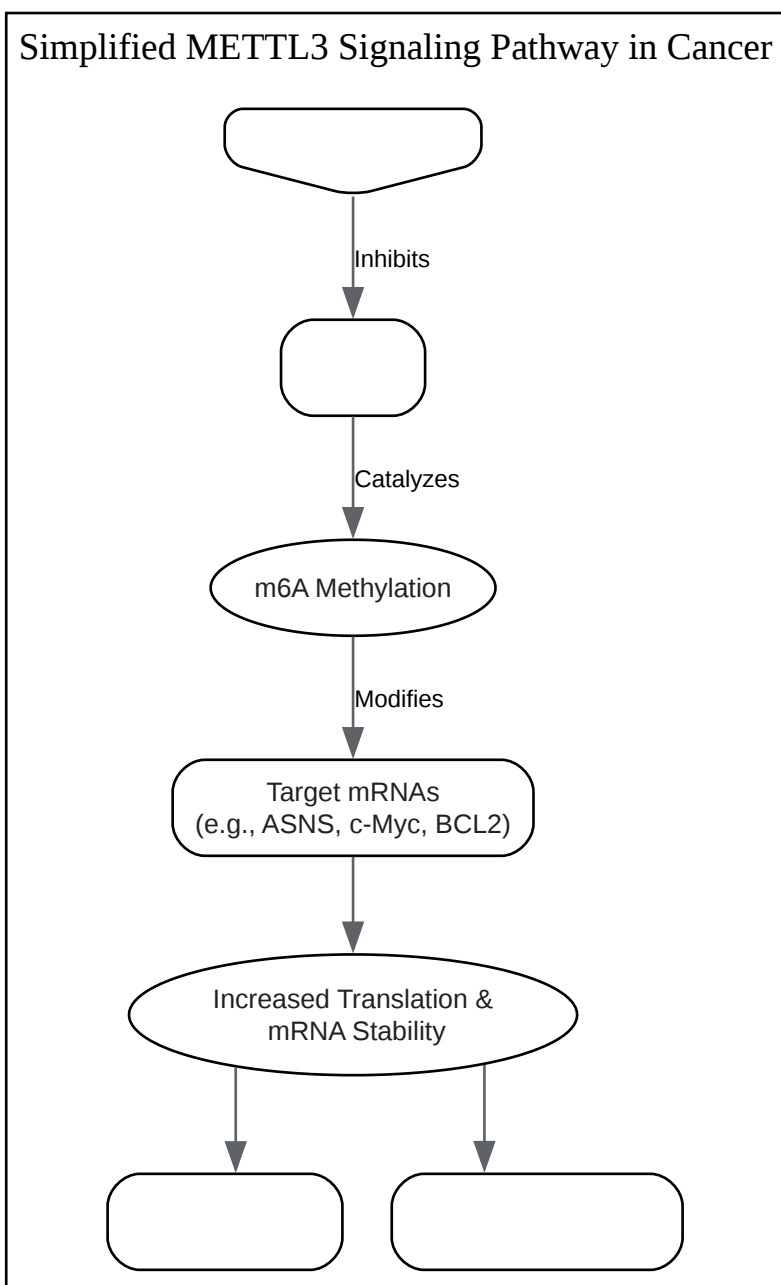 Simplified METTL3 Signaling Pathway in Cancer
Inhibits
Catalyzes
m6A Methylation
Modifies
Target mRNAs
(e.g., ASNS, c-Myc, BCL2)
Increased Translation &
mRNA Stability